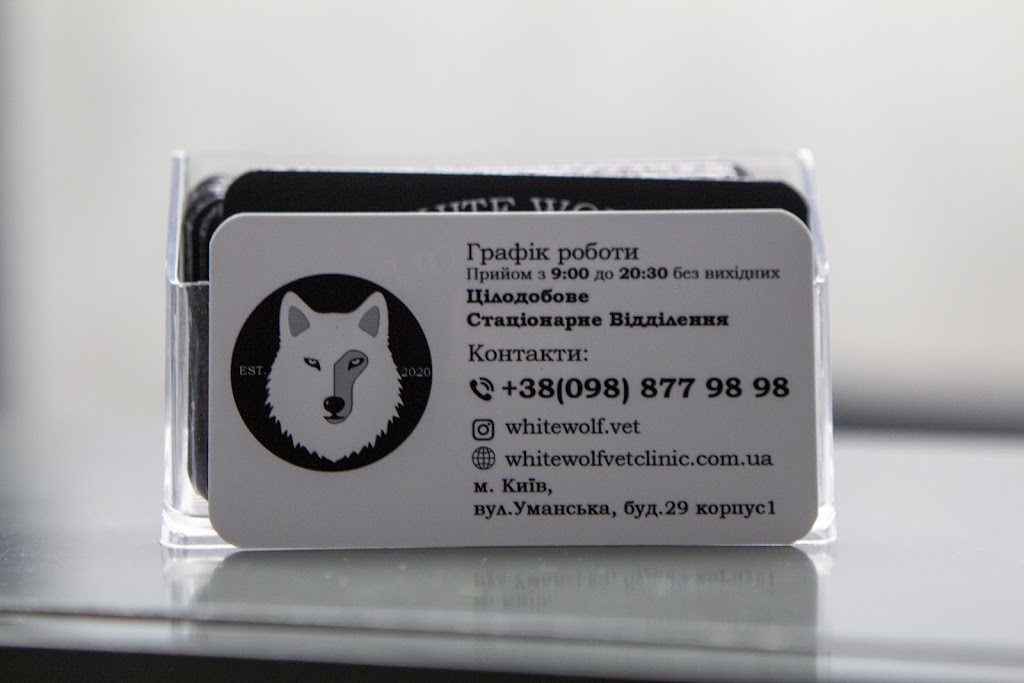 Графік роботи
Прийом з 9:00 до 20:30 без вихідних
Цілодобове
Стаціонарне Відділення
Контакти:
+38(098) 877 98 98
whitewolf.vet
whitewolfvetclinic.com.ua
м. Київ,
вул.Уманська, буд.29 корпус1
EST. 2020